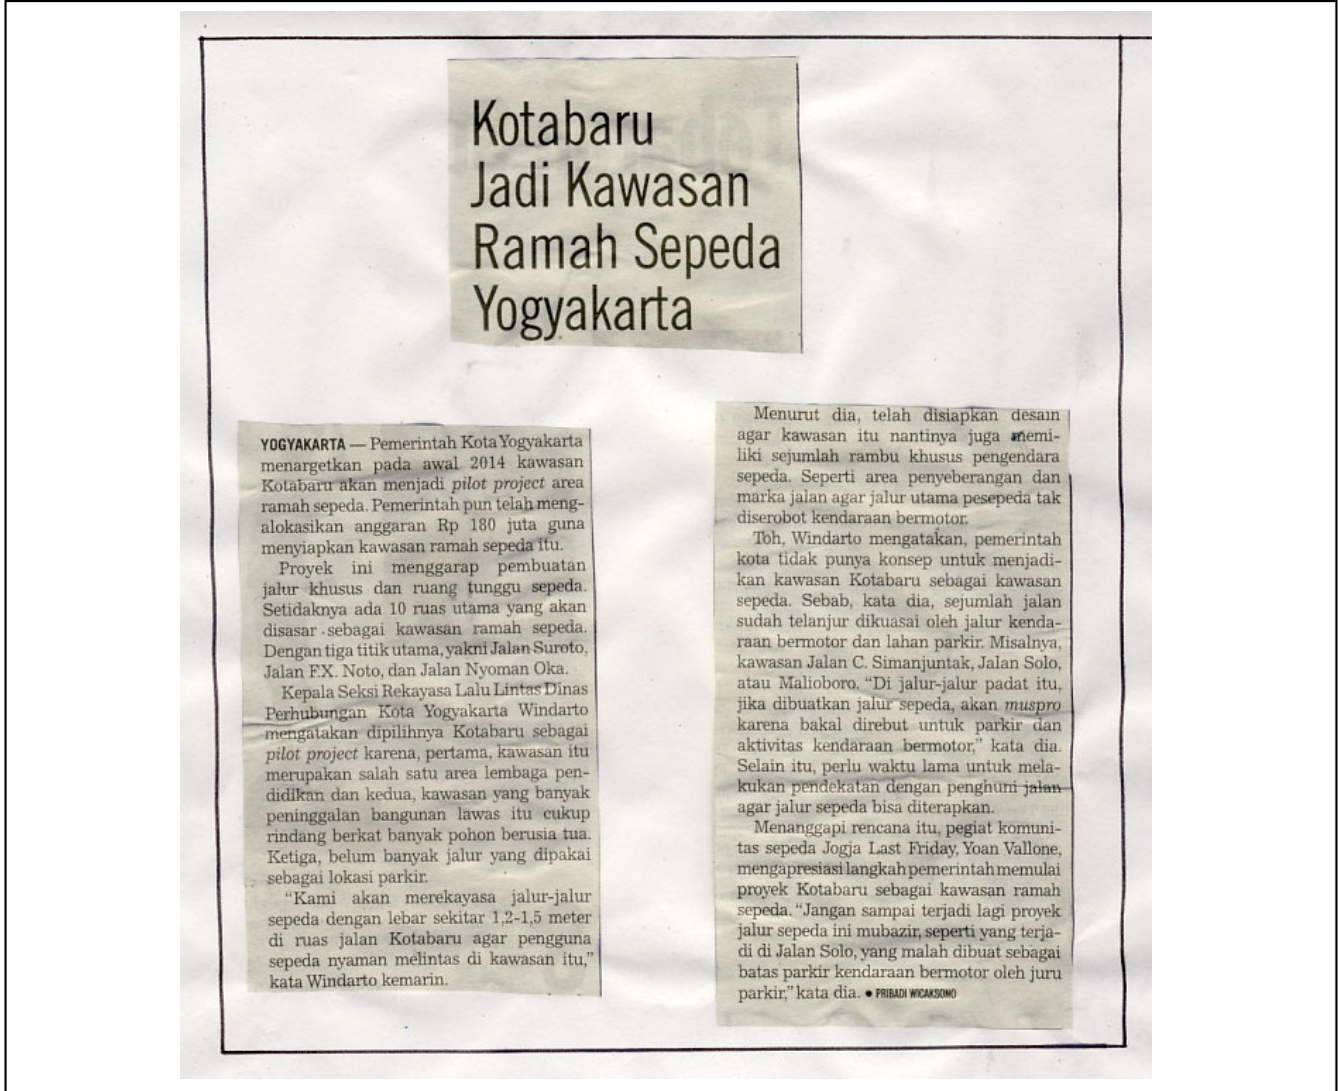 Kotabaru
Jadi Kawasan
Ramah Sepeda
Yogyakarta
YOGYAKARTA — Pemerintah Kota Yogyakarta
menargetkan pada awal 2014 kawasan
Kotabaru akan menjadi pilot project area
ramah sepeda. Pemerintah pun telah meng-
alokasikan anggaran Rp 180 juta guna
menyiapkan kawasan ramah sepeda itu.
Proyek ini menggarap pembuatan
jalur khusus dan ruang tunggu sepeda.
Setidaknya ada 10 ruas utama yang akan
disasar sebagai kawasan ramah sepeda.
Dengan tiga titik utama, yakni Jalan Suroto,
Jalan F.X. Noto, dan Jalan Nyoman Oka.
Kepala Seksi Rekayasa Lalu Lintas Dinas
Perhubungan Kota Yogyakarta Windarto
mengatakan dipilihnya Kotabaru sebagai
pilot project karena, pertama, kawasan itu
merupakan salah satu area lembaga pen-
didikan dan kedua, kawasan yang banyak
peninggalan bangunan lawas itu cukup
rindang berkat banyak pohon berusia tua.
Ketiga, belum banyak jalur yang dipakai
sebagai lokasi parkir.
“Kami akan merekayasa jalur-jalur
sepeda dengan lebar sekitar 1,2-1,5 meter
di ruas jalan Kotabaru agar pengguna
sepeda nyaman melintas di kawasan itu,”
kata Windarto kemarin.
Menurut dia, telah disiapkan desain
agar kawasan itu nantinya juga memi-
liki sejumlah rambu khusus pengendara
sepeda. Seperti area penyeberangan dan
marka jalan agar jalur utama pesepeda tak
diserobot kendaraan bermotor.
Toh, Windarto mengatakan, pemerintah
kota tidak punya konsep untuk menjadi-
kan kawasan Kotabaru sebagai kawasan
sepeda. Sebab, kata dia, sejumlah jalan
sudah telanjur dikuasai oleh jalur kenda-
raan bermotor dan lahan parkir. Misalnya,
kawasan Jalan C. Simanjuntak, Jalan Solo,
atau Malioboro. “Di jalur-jalur padat itu,
jika dibuatkan jalur sepeda, akan muspro
karena bakal direbut untuk parkir dan
aktivitas kendaraan bermotor,” kata dia.
Selain itu, perlu waktu lama untuk mela-
kukan pendekatan dengan penghuni jalan
agar jalur sepeda bisa diterapkan.
Menanggapi rencana itu, pegiat komuni-
tas sepeda Jogja Last Friday, Yoan Vallone,
mengapresiasi langkah pemerintah memulai
proyek Kotabaru sebagai kawasan ramah
sepeda. “Jangan sampai terjadi lagi proyek
jalur sepeda ini mubazir, seperti yang terja-
di di Jalan Solo, yang malah dibuat sebagai
batas parkir kendaraan bermotor oleh juru
parkir,” kata dia. ● PRIBADI WICAKSONO